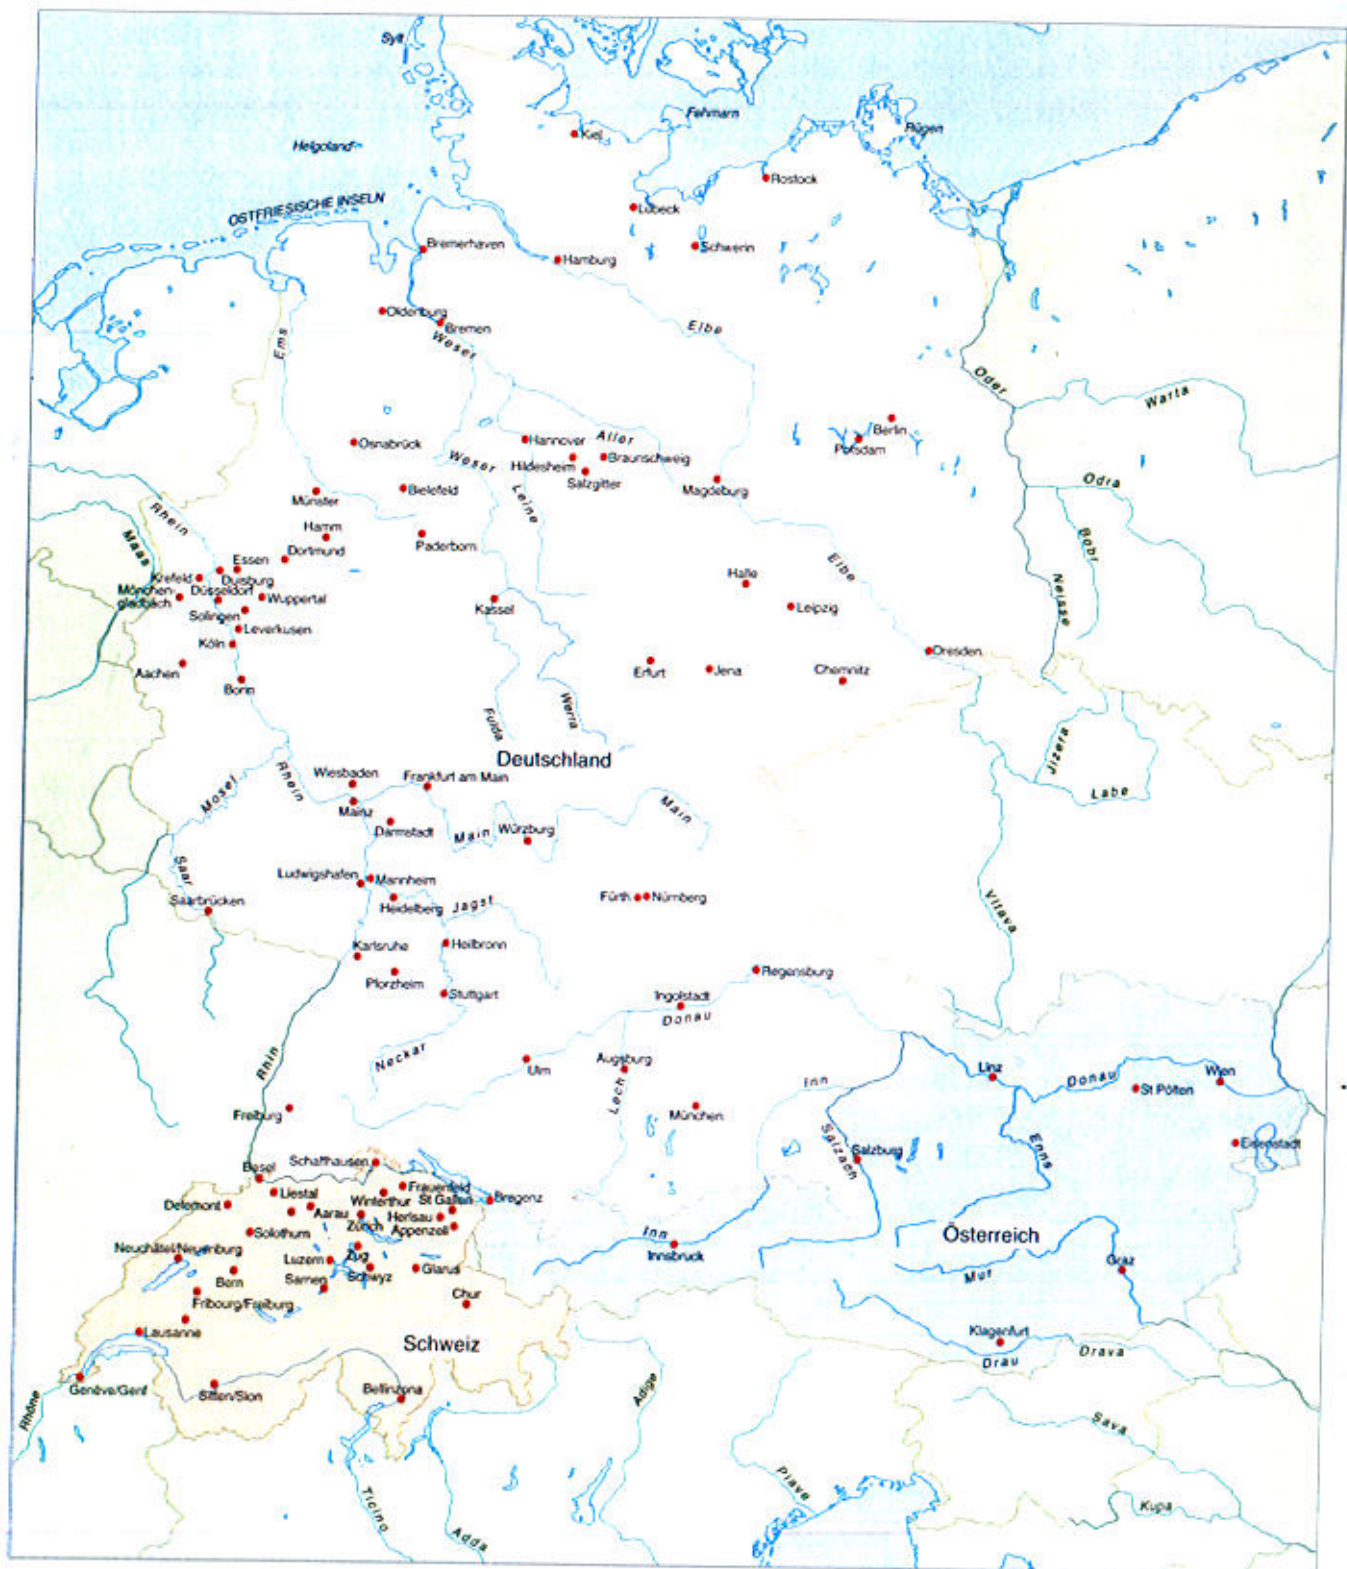 Sylt
Fehmarn
Kiel
Rügen
Helgoland
Rostock
OSTFRIESISCHE INSELN
Lübeck
Bremerhaven
Schwerin
Hamburg
Oldenburg
Bremen
Elbe
Weser
Ems
Oder
Warta
Berlin
Potsdam
Osnabrück
Hannover
Aller
Weser
Hildesheim
Braunschweig
Salzgitter
Magdeburg
Odra
Münster
Bielefeld
Leine
Rhein
Hamm
Paderborn
Bobr
Maas
Dortmund
Essen
Elbe
Krefeld
Duisburg
Halle
Neisse
Mönchen-
gladbach
Düsseldorf
Wuppertal
Kassel
Leipzig
Solingen
Leverkusen
Köln
Dresden
Aachen
Erfurt
Jena
Chemnitz
Bonn
Fulda
Werra
Jizera
Deutschland
Mosel
Rhein
Wiesbaden
Frankfurt am Main
Labe
Mainz
Main
Darmstadt
Main
Würzburg
Saar
Ludwigshafen
Mannheim
Saarbrücken
Heidelberg
Jagst
Fürth
Nürnberg
Vltava
Karlsruhe
Heilbronn
Pforzheim
Regensburg
Stuttgart
Ingolstadt
Donau
Rhin
Neckar
Ulm
Augsburg
Lech
Inn
Linz
Donau
Wien
St Pölten
Freiburg
München
Salzach
Salzburg
Enns
Eisenstadt
Basel
Schaffhausen
Delemont
Liestal
Winterthur
Frauenfeld
St Gallen
Bregenz
Aarau
Zürich
Herisau
Appenzell
Solothurn
Inn
Innsbruck
Österreich
Neuchâtel/Neuenburg
Luzern
Zug
Bern
Sarnen
Schwyz
Glarus
Mur
Graz
Fribourg/Freiburg
Chur
Lausanne
Schweiz
Klagenfurt
Drau
Drava
Genève/Genf
Sitten/Sion
Bellinzona
Rhône
Adige
Sava
Ticino
Adda
Piave
Kupa